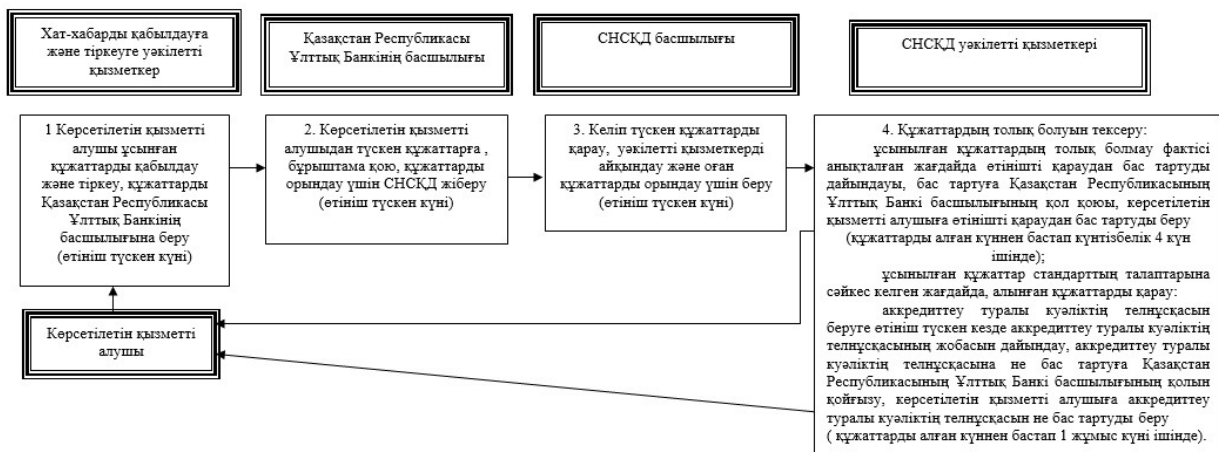 Хат-хабарды қабылдауға
және тіркеуге уәкілетті
қызметкер
Қазақстан Республикасы
Ұлттық Банкінің басшылығы
СНСҚД басшылығы
СНСҚД уәкілетті қызметкері
1 Көрсетілетін қызметті
алушы ұсынған
құжаттарды қабылдау
және тіркеу, құжаттарды
Қазақстан Республикасы
Ұлттық Банкінің
басшылығына беру
(өтініш түскен күні)
2. Көрсетілетін қызметті
алушыдан түскен құжаттарға ,
бұрыштама қою, құжаттарды
орындау үшін СНСҚД жіберу
(өтініш түскен күні)
3. Келіп түскен құжаттарды
қарау, уәкілетті қызметкерді
айқындау және оған
құжаттарды орындау үшін беру
(өтініш түскен күні)
4. Құжаттардың толық болуын тексеру:
ұсынылған құжаттардың толық болмау фактісі
анықталған жағдайда өтінішті қараудан бас тартуды
дайындауы, бас тартуға Қазақстан Республикасының
Ұлттық Банкі басшылығының қол қоюы, көрсетілетін
қызметті алушыға өтінішті қараудан бас тартуды беру
(құжаттарды алған күннен бастап күнтізбелік 4 күн
ішінде);
ұсынылған құжаттар стандарттың талаптарына
сәйкес келген жағдайда, алынған құжаттарды қарау:
аккредиттеу туралы куәліктің телнұсқасын
беруге өтініш түскен кезде аккредиттеу туралы куәліктің
телнұсқасының жобасын дайындау, аккредиттеу туралы
куәліктің телнұсқасына не бас тартуға Қазақстан
Республикасының Ұлттық Банкі басшылығының қолын
қойғызу, көрсетілетін қызметті алушыға аккредиттеу
туралы куәліктің телнұсқасын не бас тартуды беру
( құжаттарды алған күннен бастап 1 жұмыс күні ішінде).
Көрсетілетін қызметті
алушы